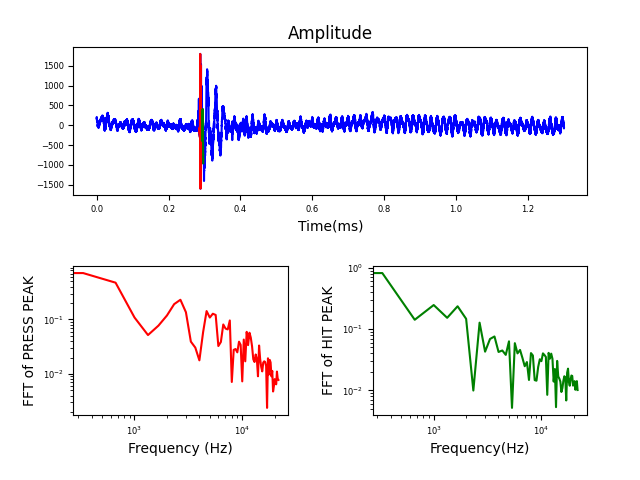 Amplitude
1500
1000
500
0
−500
−1000
−1500
0.0 0.2 0.4 0.6 0.8 1.0 1.2
Time(ms)
FFT of PRESS PEAK
10⁻¹
10⁻²
10³ 10⁴
Frequency (Hz)
FFT of HIT PEAK
10⁰
10⁻¹
10⁻²
10³ 10⁴
Frequency(Hz)